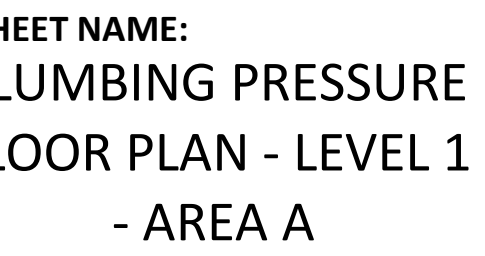 HEET NAME:
LUMBING PRESSURE
LOOR PLAN - LEVEL 1
- AREA A